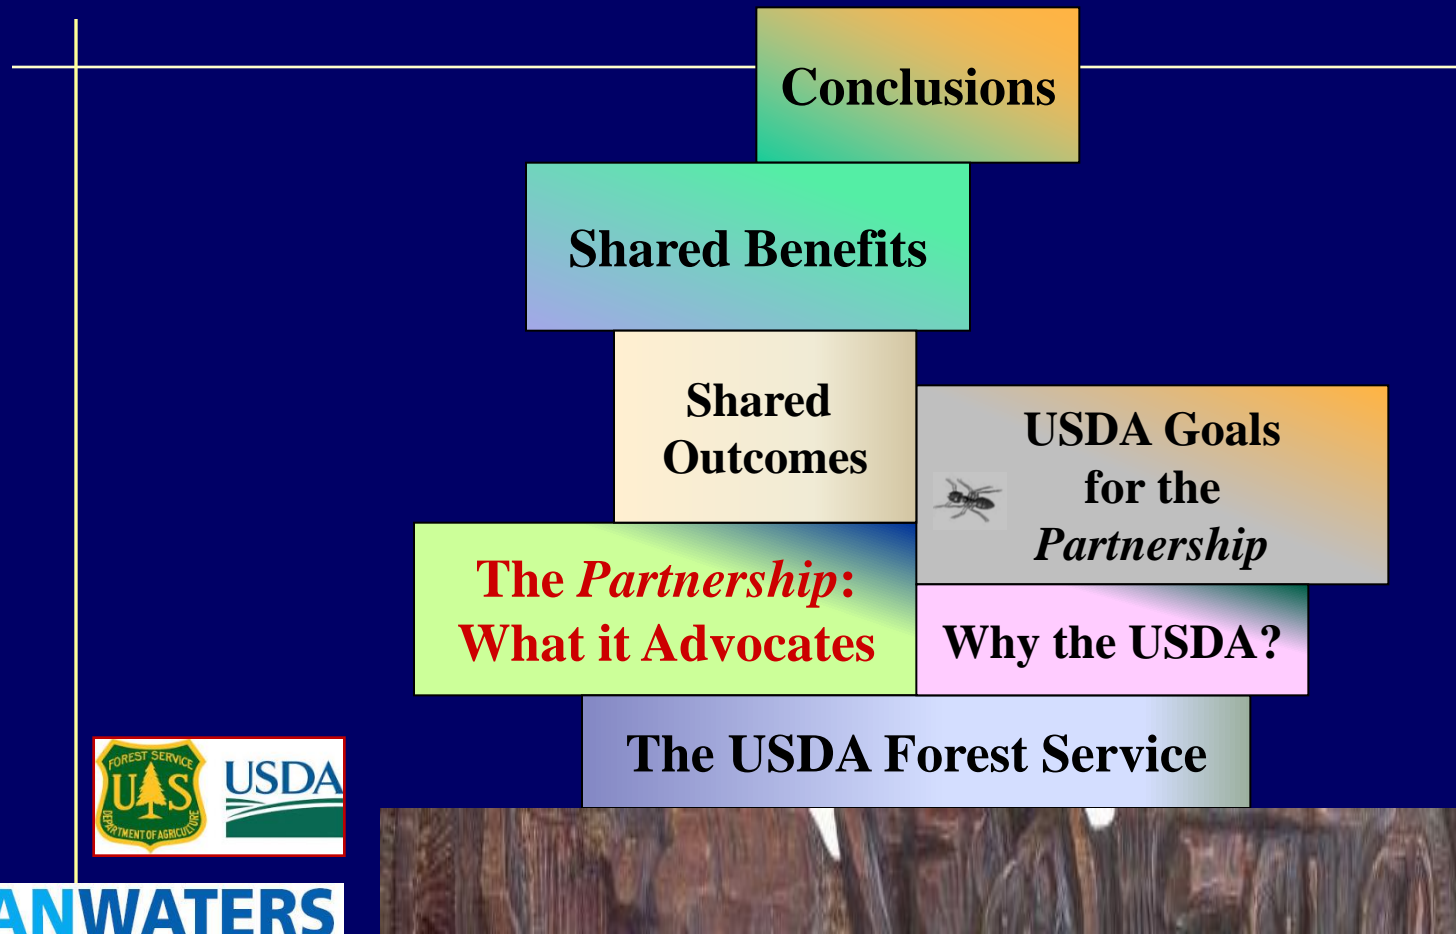 Conclusions
Shared Benefits
Shared
Outcomes
USDA Goals
for the
Partnership
The Partnership:
What it Advocates
Why the USDA?
The USDA Forest Service
FOREST SERVICE
UAS
DEPARTMENT OF AGRICULTURE
USDA
ANWATERS